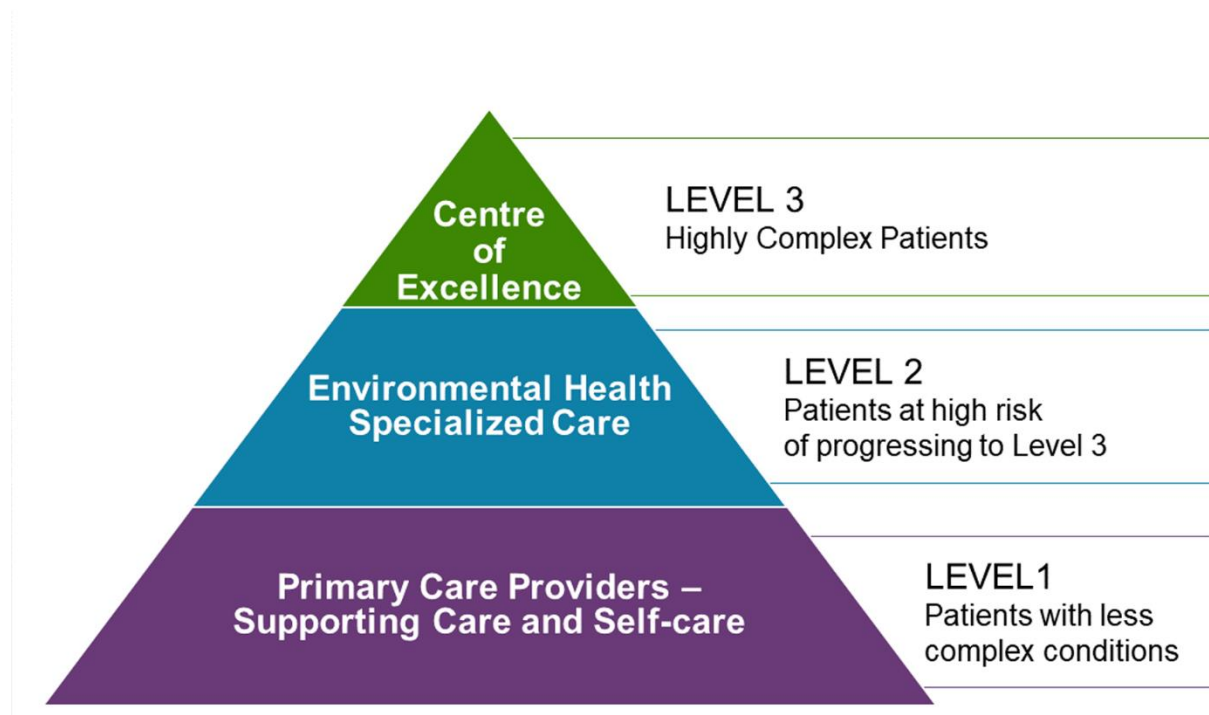 Centre
of
Excellence
LEVEL 3
Highly Complex Patients
Environmental Health
Specialized Care
LEVEL 2
Patients at high risk
of progressing to Level 3
Primary Care Providers –
Supporting Care and Self-care
LEVEL1
Patients with less
complex conditions